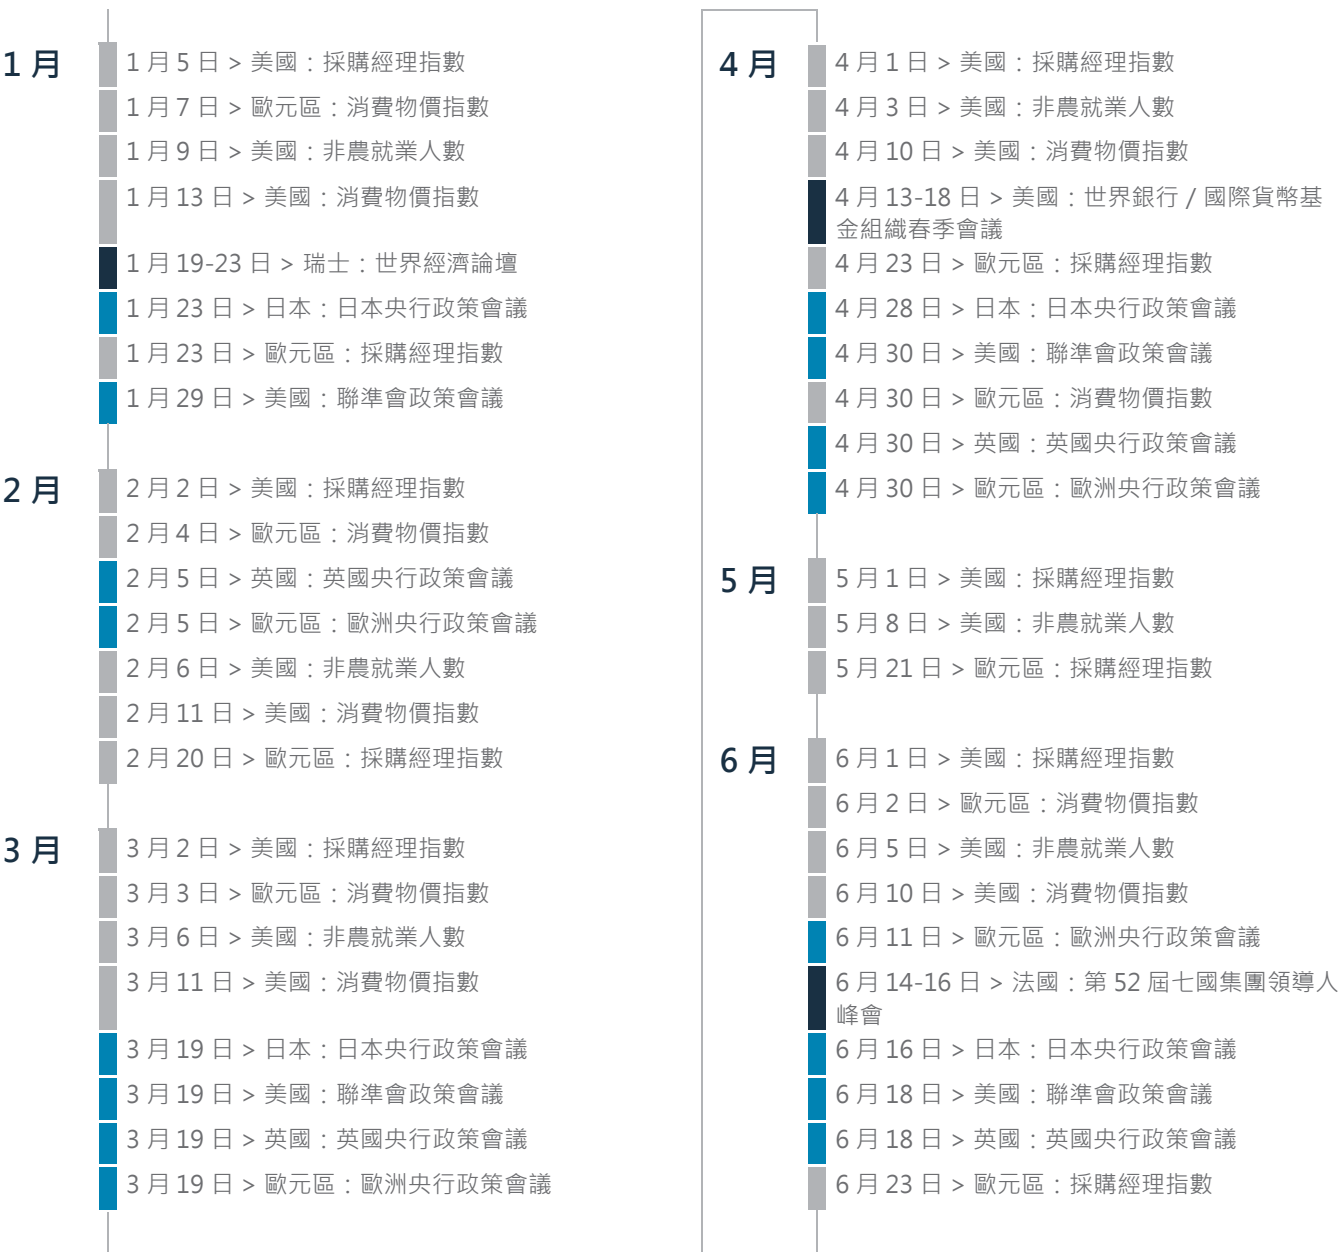 1 月
1 月 5 日 > 美國：採購經理指數
1 月 7 日 > 歐元區：消費物價指數
1 月 9 日 > 美國：非農就業人數
1 月 13 日 > 美國：消費物價指數
1 月 19-23 日 > 瑞士：世界經濟論壇
1 月 23 日 > 日本：日本央行政策會議
1 月 23 日 > 歐元區：採購經理指數
1 月 29 日 > 美國：聯準會政策會議
2 月
2 月 2 日 > 美國：採購經理指數
2 月 4 日 > 歐元區：消費物價指數
2 月 5 日 > 英國：英國央行政策會議
2 月 5 日 > 歐元區：歐洲央行政策會議
2 月 6 日 > 美國：非農就業人數
2 月 11 日 > 美國：消費物價指數
2 月 20 日 > 歐元區：採購經理指數
3 月
3 月 2 日 > 美國：採購經理指數
3 月 3 日 > 歐元區：消費物價指數
3 月 6 日 > 美國：非農就業人數
3 月 11 日 > 美國：消費物價指數
3 月 19 日 > 日本：日本央行政策會議
3 月 19 日 > 美國：聯準會政策會議
3 月 19 日 > 英國：英國央行政策會議
3 月 19 日 > 歐元區：歐洲央行政策會議
4 月
4 月 1 日 > 美國：採購經理指數
4 月 3 日 > 美國：非農就業人數
4 月 10 日 > 美國：消費物價指數
4 月 13-18 日 > 美國：世界銀行 / 國際貨幣基
金組織春季會議
4 月 23 日 > 歐元區：採購經理指數
4 月 28 日 > 日本：日本央行政策會議
4 月 30 日 > 美國：聯準會政策會議
4 月 30 日 > 歐元區：消費物價指數
4 月 30 日 > 英國：英國央行政策會議
4 月 30 日 > 歐元區：歐洲央行政策會議
5 月
5 月 1 日 > 美國：採購經理指數
5 月 8 日 > 美國：非農就業人數
5 月 21 日 > 歐元區：採購經理指數
6 月
6 月 1 日 > 美國：採購經理指數
6 月 2 日 > 歐元區：消費物價指數
6 月 5 日 > 美國：非農就業人數
6 月 10 日 > 美國：消費物價指數
6 月 11 日 > 歐元區：歐洲央行政策會議
6 月 14-16 日 > 法國：第 52 屆七國集團領導人
峰會
6 月 16 日 > 日本：日本央行政策會議
6 月 18 日 > 美國：聯準會政策會議
6 月 18 日 > 英國：英國央行政策會議
6 月 23 日 > 歐元區：採購經理指數